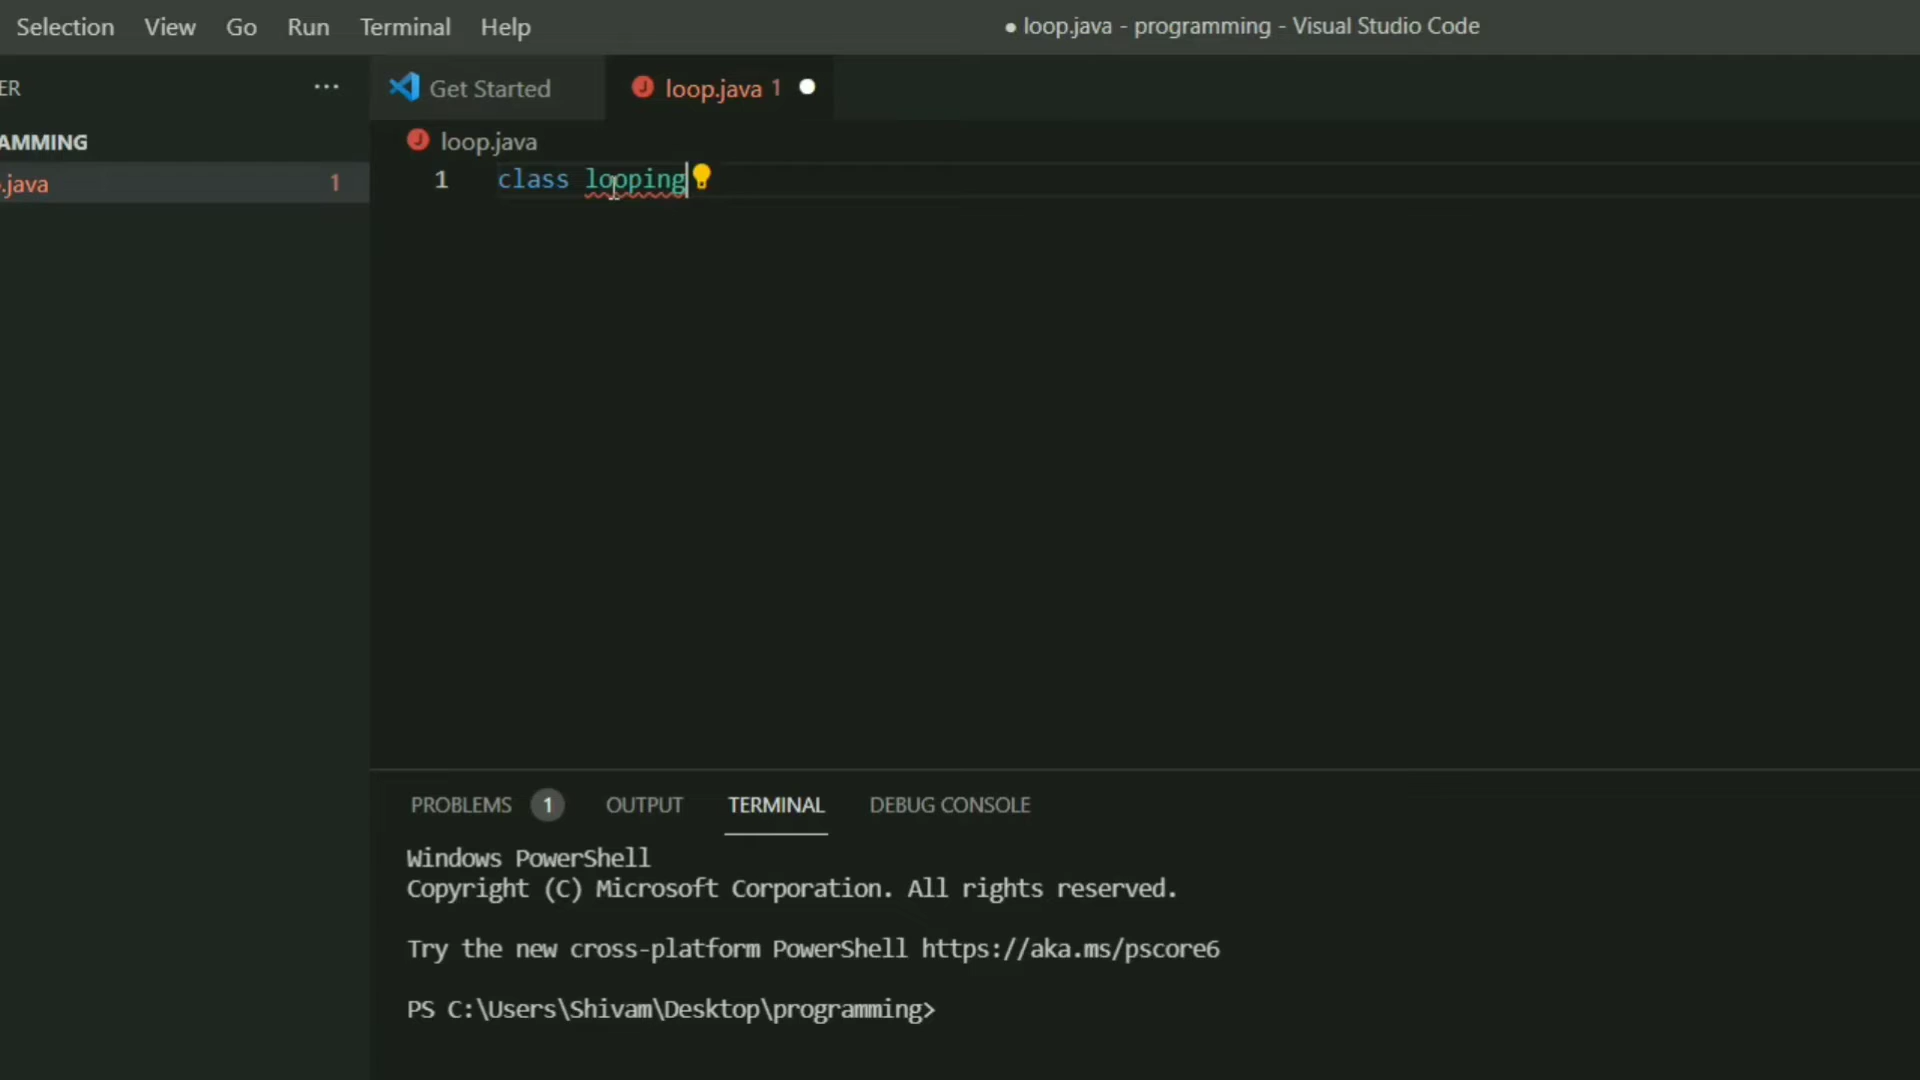 Selection View Go Run Terminal Help
● loop.java - programming - Visual Studio Code
ER ...
Get Started
loop.java 1
AMMING
.java 1
loop.java
1 class looping
PROBLEMS 1 OUTPUT TERMINAL DEBUG CONSOLE
Windows PowerShell
Copyright (C) Microsoft Corporation. All rights reserved.
Try the new cross-platform PowerShell https://aka.ms/pscore6
PS C:\Users\Shivam\Desktop\programming>